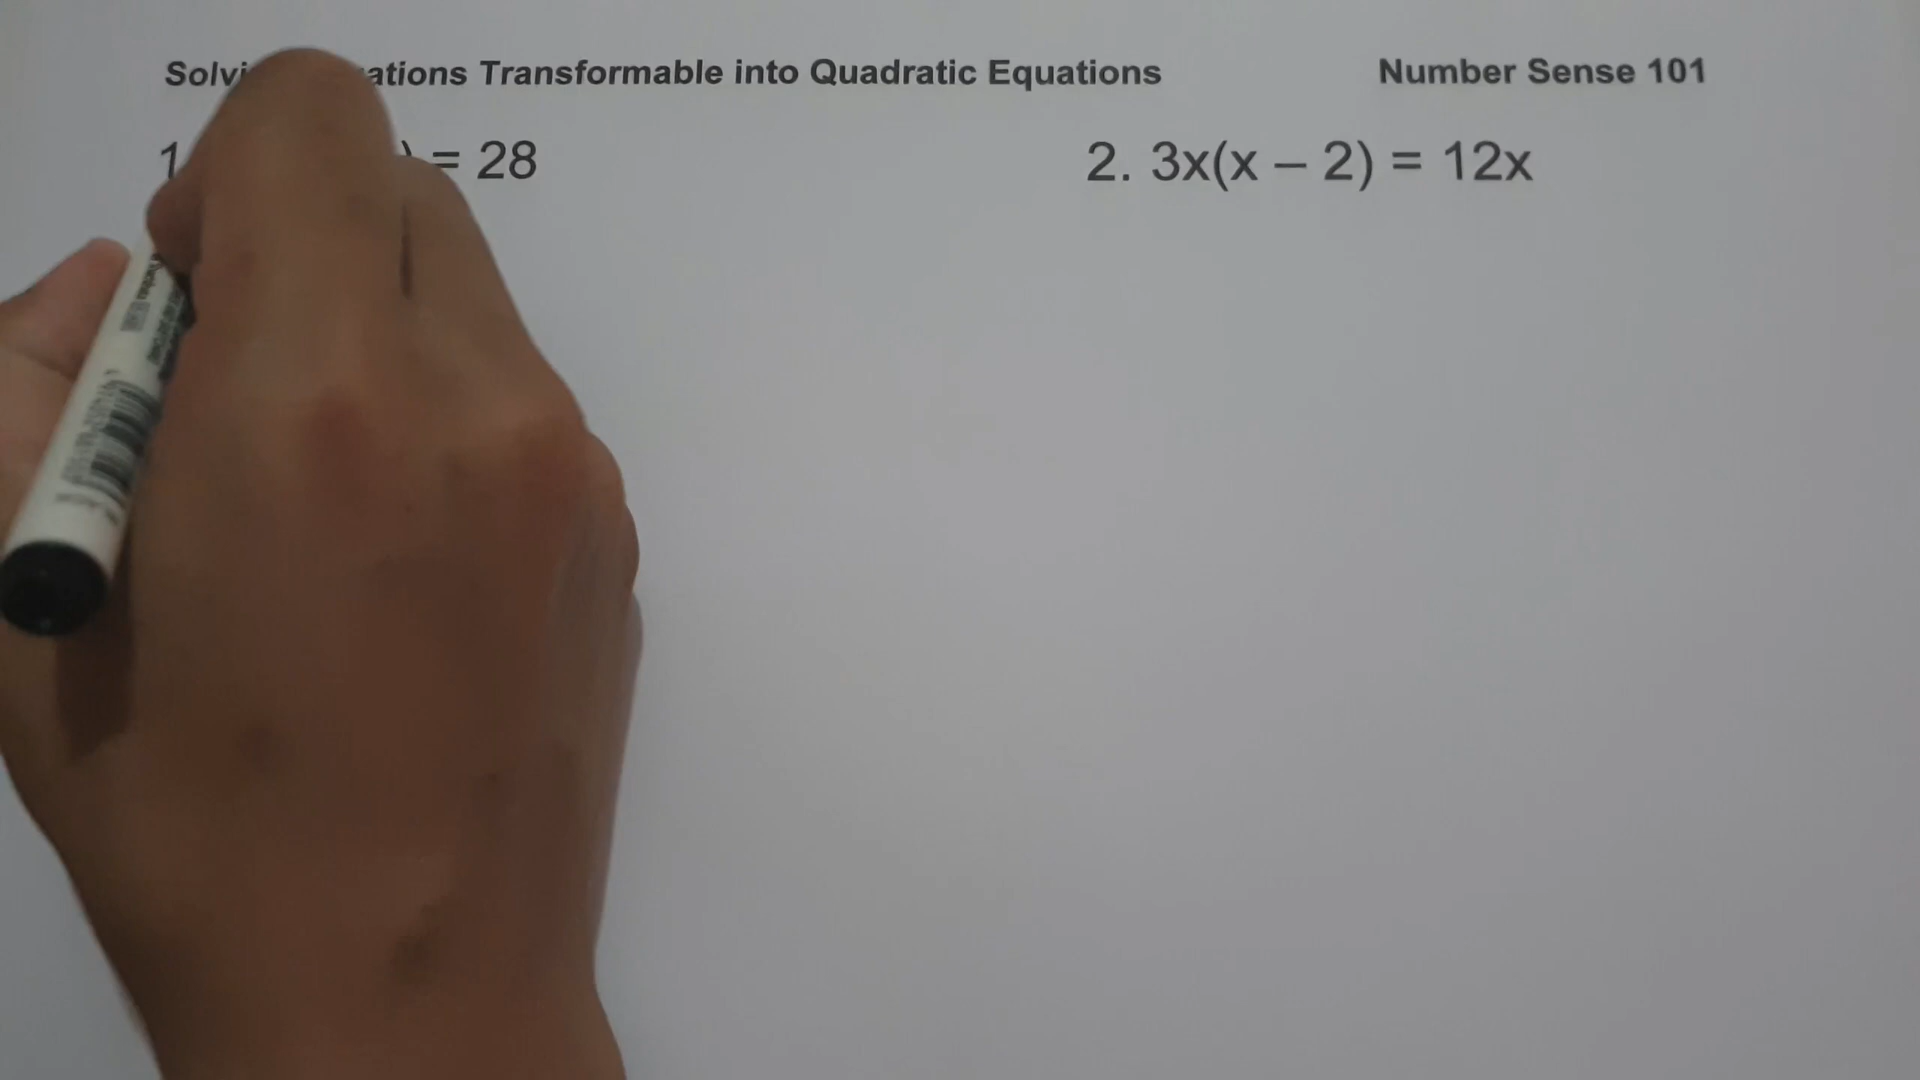 Solvi ations Transformable into Quadratic Equations Number Sense 101
1 ) = 28 2. 3x(x – 2) = 12x